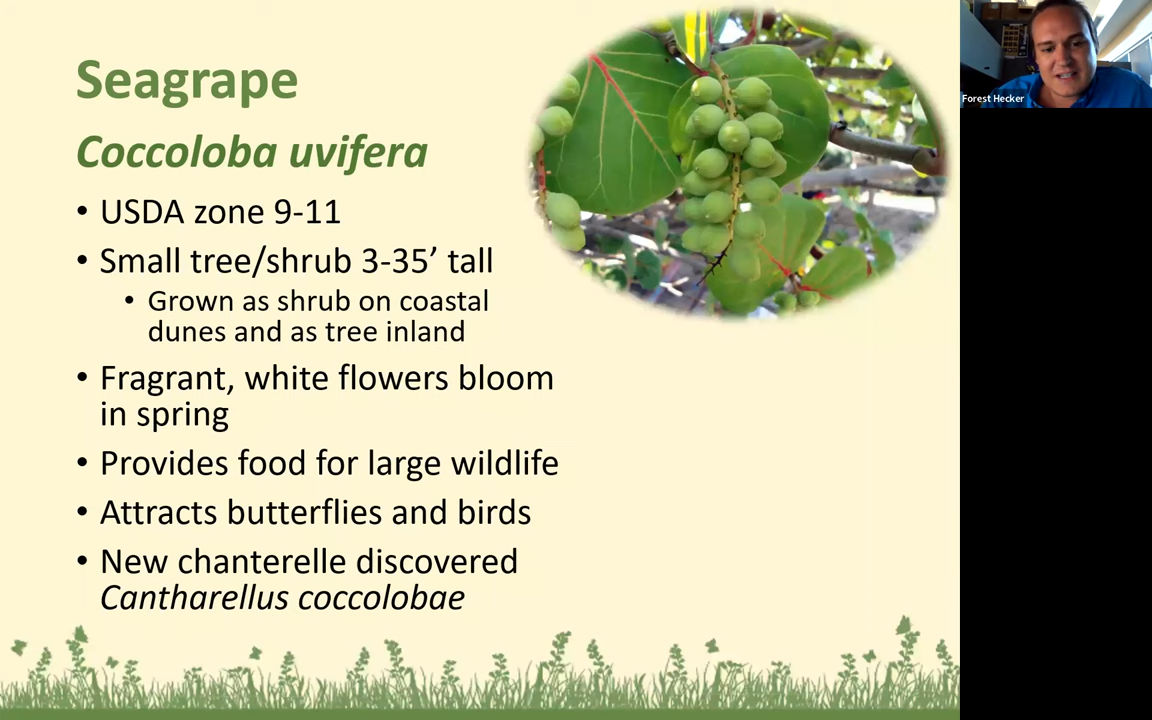 Seagrape
Coccoloba uvifera
• USDA zone 9-11
• Small tree/shrub 3-35’ tall
• Grown as shrub on coastal
dunes and as tree inland
• Fragrant, white flowers bloom
in spring
• Provides food for large wildlife
• Attracts butterflies and birds
• New chanterelle discovered
Cantharellus coccolobae
Forest Hecker